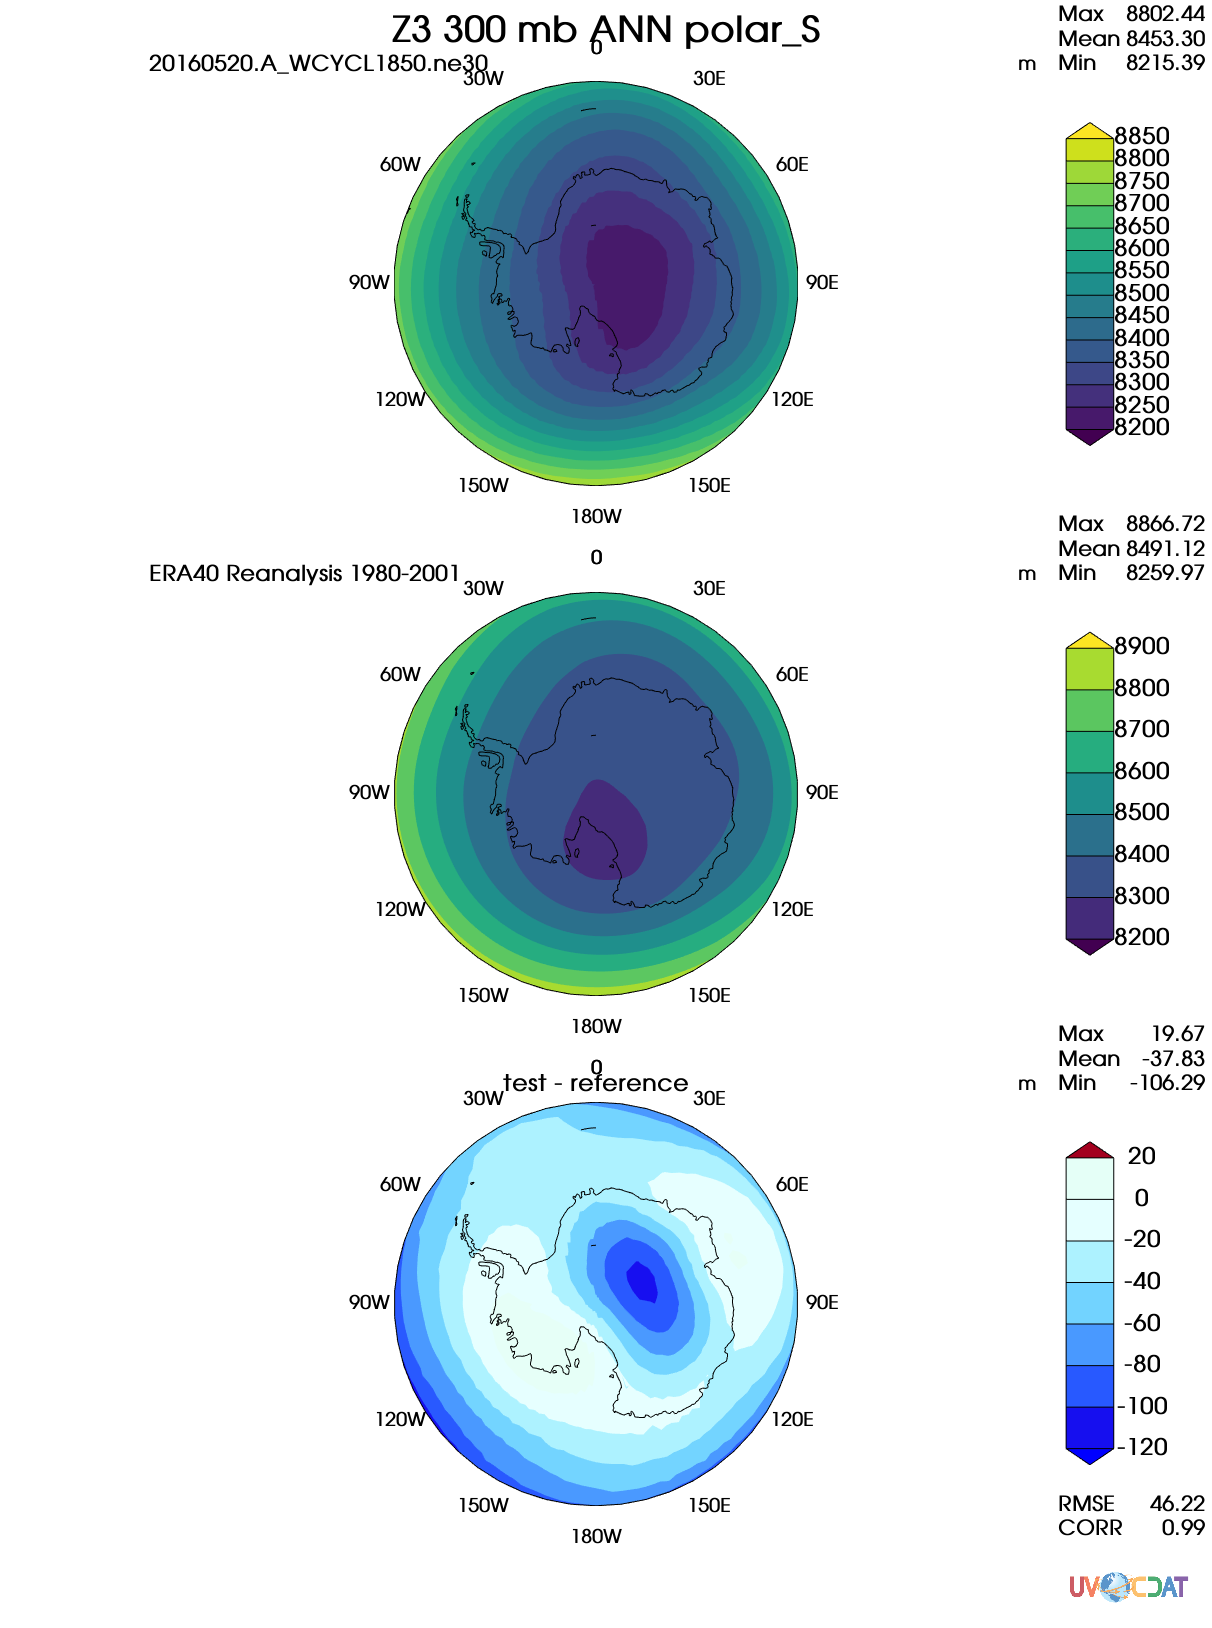 Z3 300 mb ANN polar_S
20160520.A_WCYCL1850.ne30
m
Max 8802.44
Mean 8453.30
Min 8215.39
0
30W
30E
60W
60E
90W
90E
120W
120E
150W
150E
180W
8850
8800
8750
8700
8650
8600
8550
8500
8450
8400
8350
8300
8250
8200
ERA40 Reanalysis 1980-2001
m
Max 8866.72
Mean 8491.12
Min 8259.97
0
30W
30E
60W
60E
90W
90E
120W
120E
150W
150E
180W
8900
8800
8700
8600
8500
8400
8300
8200
test - reference
m
Max 19.67
Mean -37.83
Min -106.29
0
30W
30E
60W
60E
90W
90E
120W
120E
150W
150E
180W
20
0
-20
-40
-60
-80
-100
-120
RMSE 46.22
CORR 0.99
UV CDAT